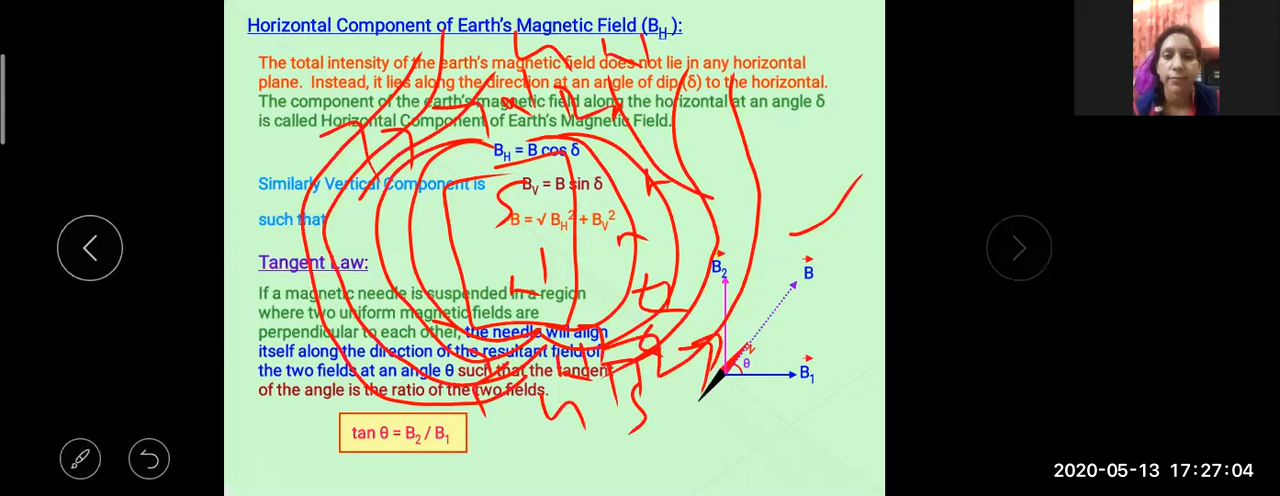 Horizontal Component of Earth's Magnetic Field (BH):
The total intensity of the earth's magnetic field does not lie in any horizontal
plane. Instead, it lies along the direction at an angle of dip (δ) to the horizontal.
The component of the earth's magnetic field along the horizontal at an angle δ
is called Horizontal Component of Earth's Magnetic Field.
BH = B cos δ
Similarly Vertical Component is BV = B sin δ
such that B = √ BH² + BV²
Tangent Law:
If a magnetic needle is suspended in a region
where two uniform magnetic fields are
perpendicular to each other, the needle will align
itself along the direction of the resultant field of
the two fields at an angle θ such that the tangent
of the angle is the ratio of the two fields.
tan θ = B2 / B1
B2
B
θ
B1
S
N
S
2020-05-13 17:27:04